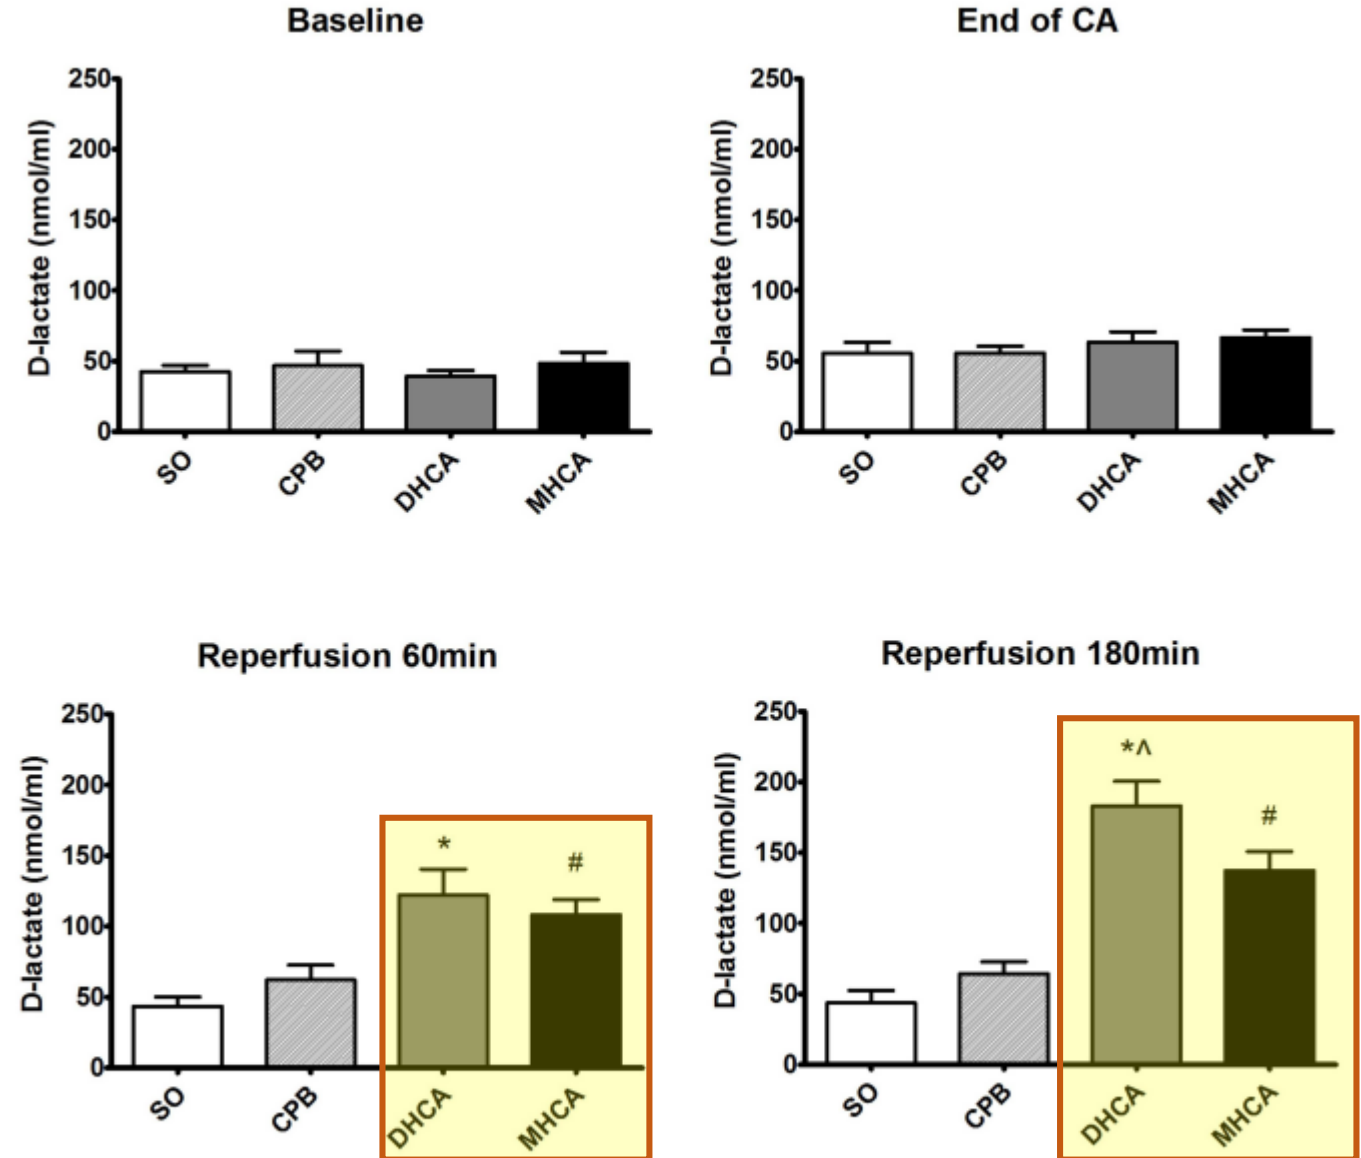 Baseline
D-lactate (nmol/ml)
250
200
150
100
50
0
SO
CPB
DHCA
MHCA
End of CA
D-lactate (nmol/ml)
250
200
150
100
50
0
SO
CPB
DHCA
MHCA
Reperfusion 60min
D-lactate (nmol/ml)
250
200
150
100
50
0
*
#
SO
CPB
DHCA
MHCA
Reperfusion 180min
D-lactate (nmol/ml)
250
200
150
100
50
0
*^
#
SO
CPB
DHCA
MHCA